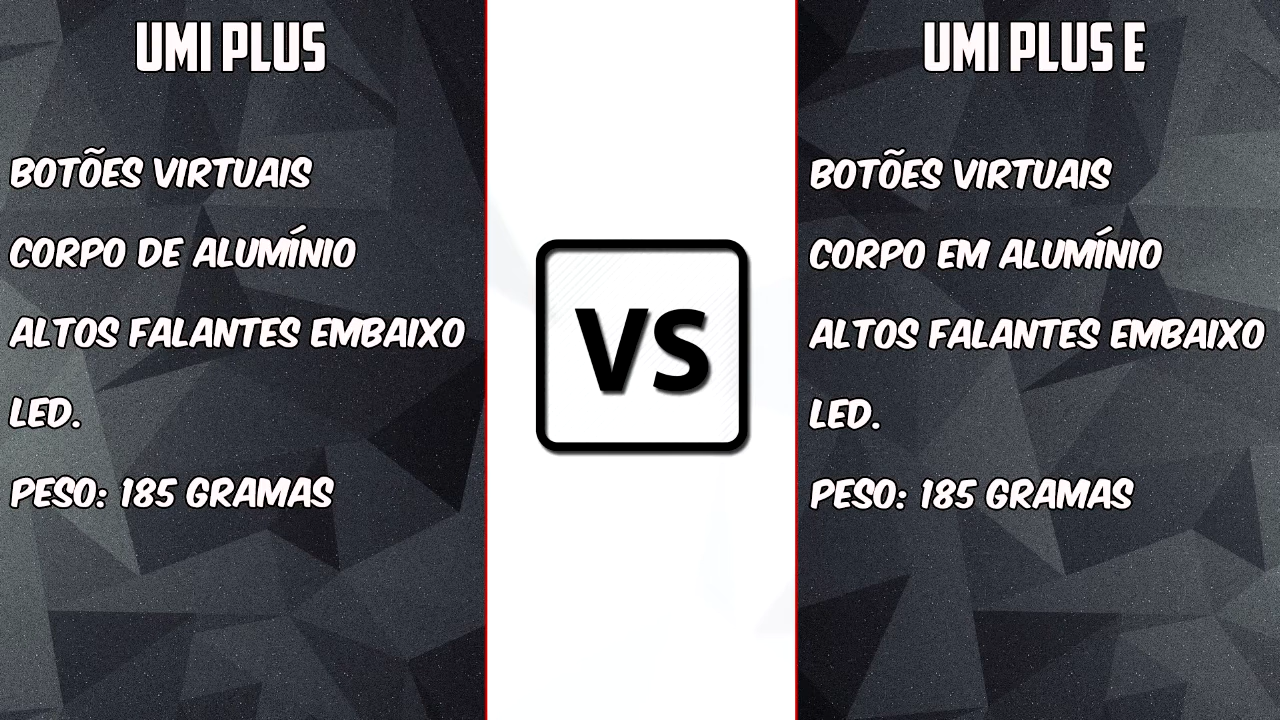 UMI PLUS
BOTÕES VIRTUAIS
CORPO DE ALUMÍNIO
ALTOS FALANTES EMBAIXO
LED.
PESO: 185 GRAMAS
VS
UMI PLUS E
BOTÕES VIRTUAIS
CORPO EM ALUMÍNIO
ALTOS FALANTES EMBAIXO
LED.
PESO: 185 GRAMAS